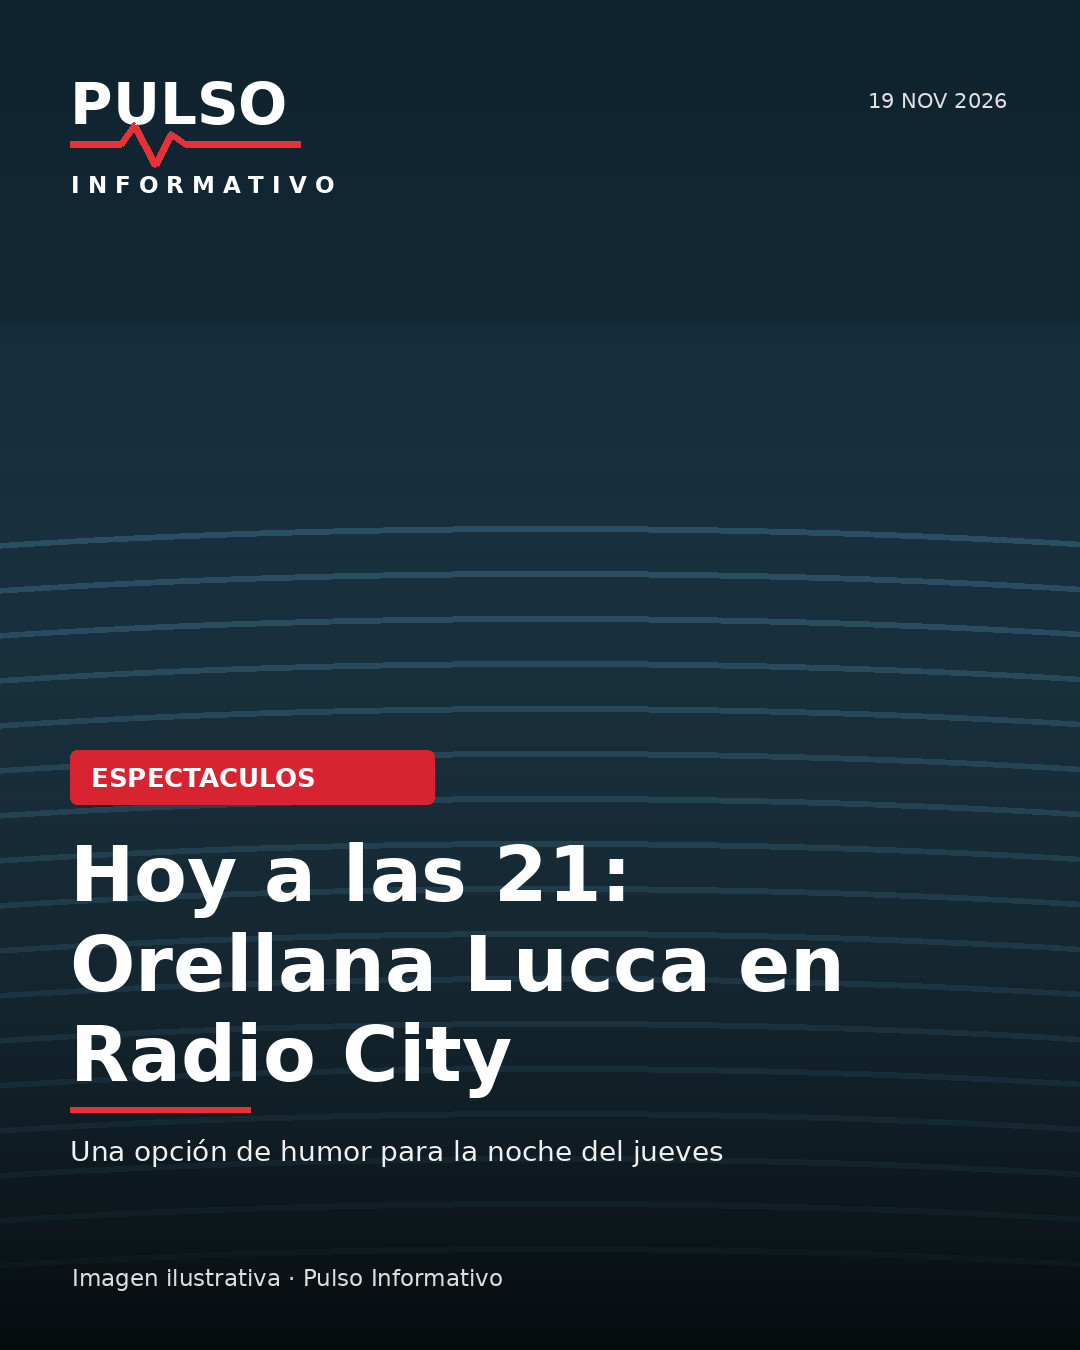 PULSO
INFORMATIVO
19 NOV 2026
ESPECTACULOS
Hoy a las 21:
Orellana Lucca en
Radio City
Una opción de humor para la noche del jueves
Imagen ilustrativa · Pulso Informativo